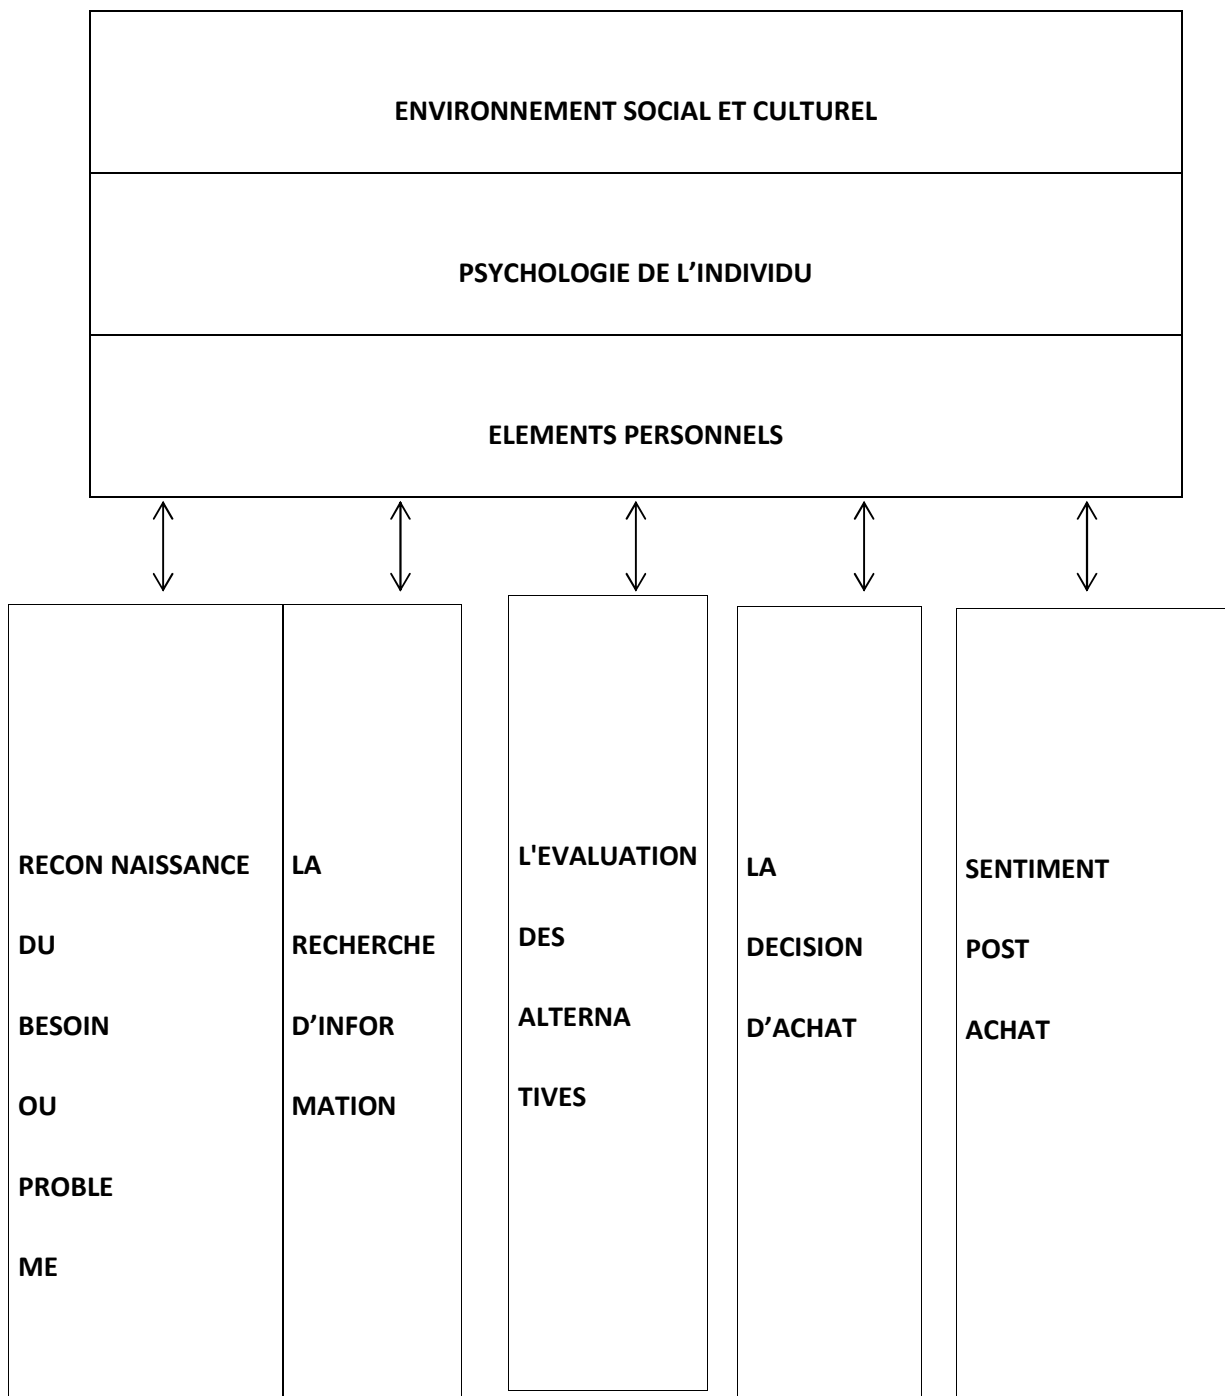 ENVIRONNEMENT SOCIAL ET CULTUREL
PSYCHOLOGIE DE L’INDIVIDU
ELEMENTS PERSONNELS
RECON NAISSANCE
DU
BESOIN
OU
PROBLE
ME
LA
RECHERCHE
D’INFOR
MATION
L'EVALUATION
DES
ALTERNA
TIVES
LA
DECISION
D’ACHAT
SENTIMENT
POST
ACHAT